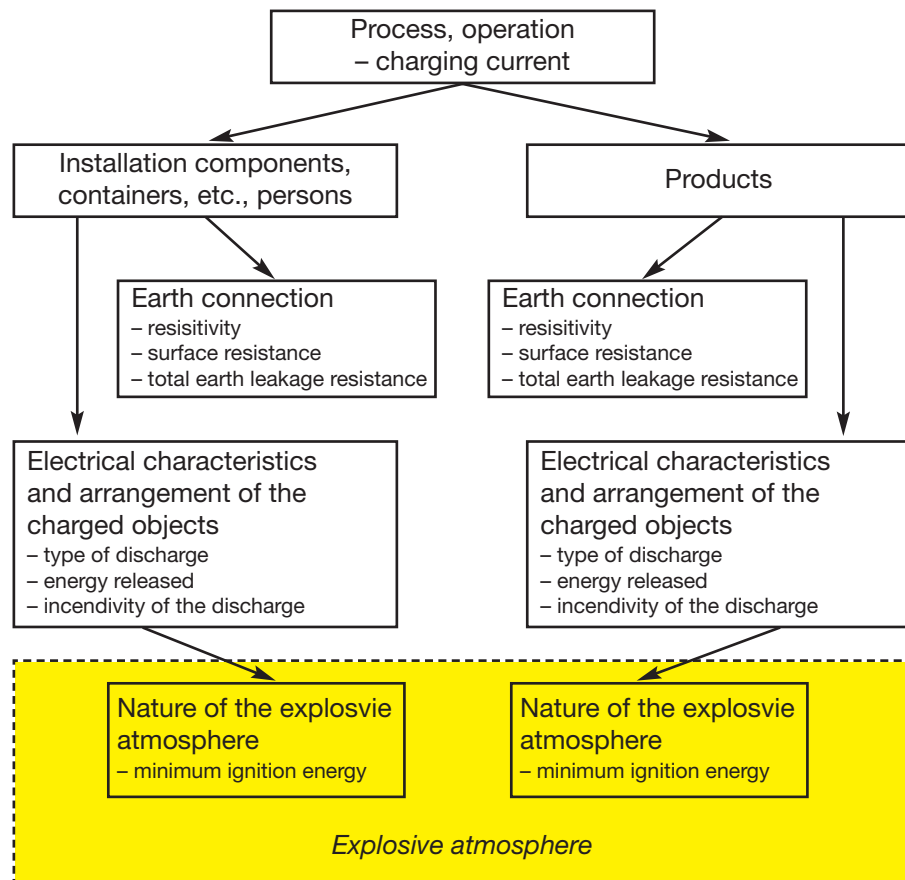 Process, operation
– charging current
Installation components,
containers, etc., persons
Products
Earth connection
– resisitivity
– surface resistance
– total earth leakage resistance
Earth connection
– resisitivity
– surface resistance
– total earth leakage resistance
Electrical characteristics
and arrangement of the
charged objects
– type of discharge
– energy released
– incendivity of the discharge
Electrical characteristics
and arrangement of the
charged objects
– type of discharge
– energy released
– incendivity of the discharge
Nature of the explosvie
atmosphere
– minimum ignition energy
Nature of the explosvie
atmosphere
– minimum ignition energy
Explosive atmosphere